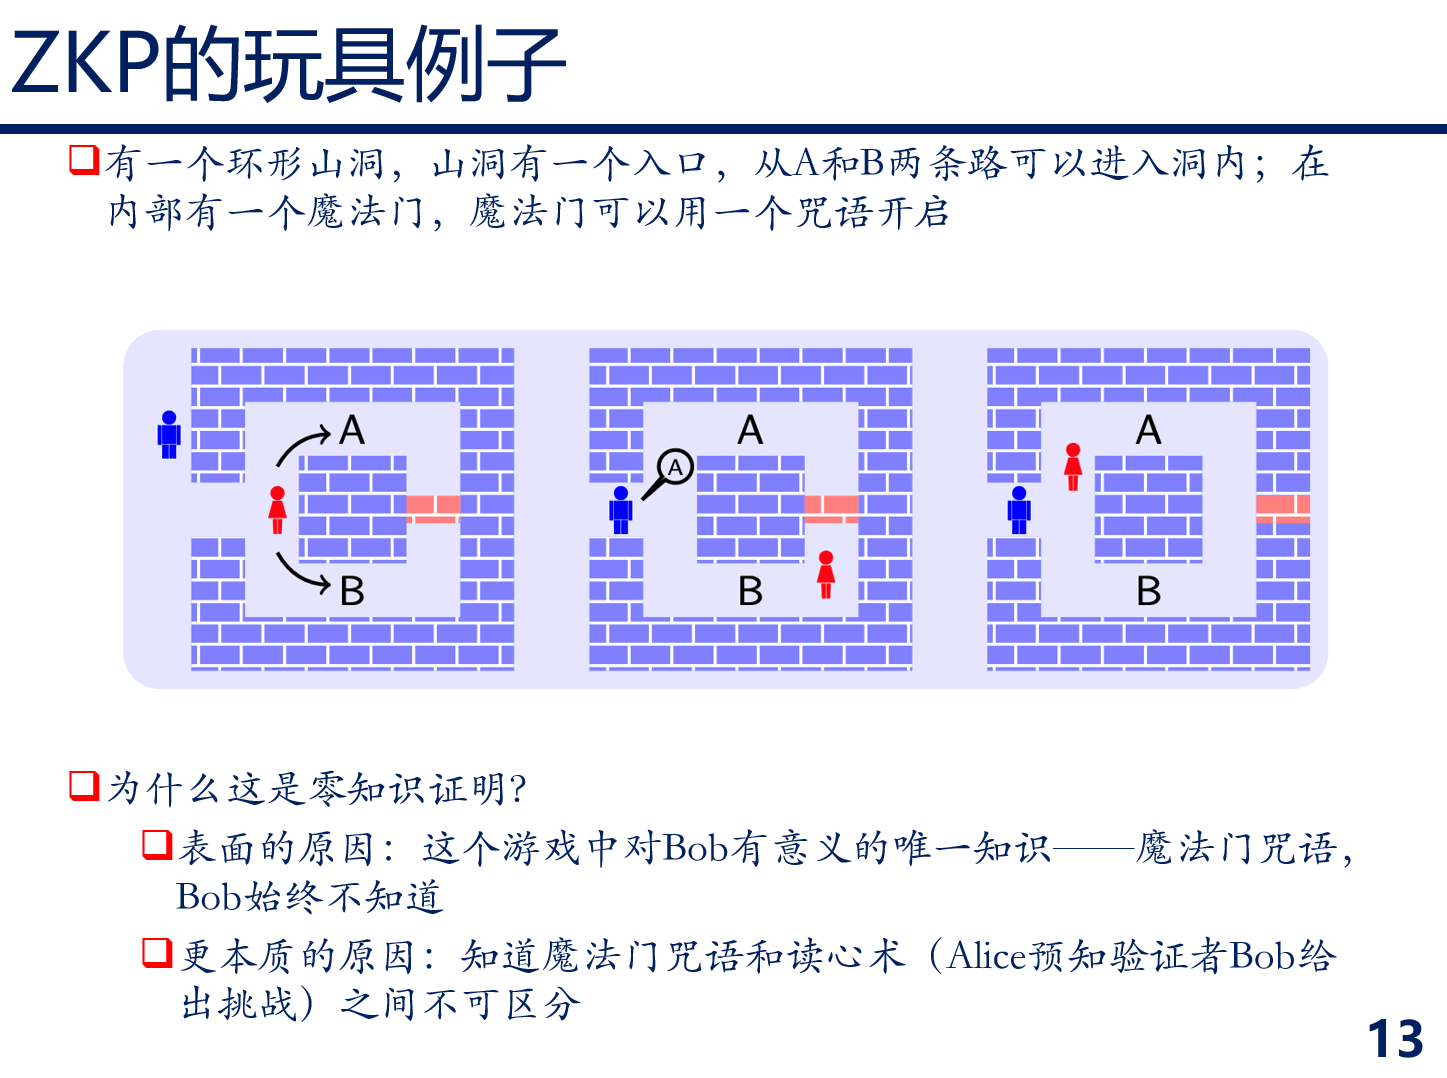 ZKP的玩具例子
有一个环形山洞，山洞有一个入口，从A和B两条路可以进入洞内；在
内部有一个魔法门，魔法门可以用一个咒语开启
A
B
A
A
B
A
B
为什么这是零知识证明？
表面的原因：这个游戏中对Bob有意义的唯一知识——魔法门咒语，
Bob始终不知道
更本质的原因：知道魔法门咒语和读心术（Alice预知验证者Bob给
出挑战）之间不可区分
13